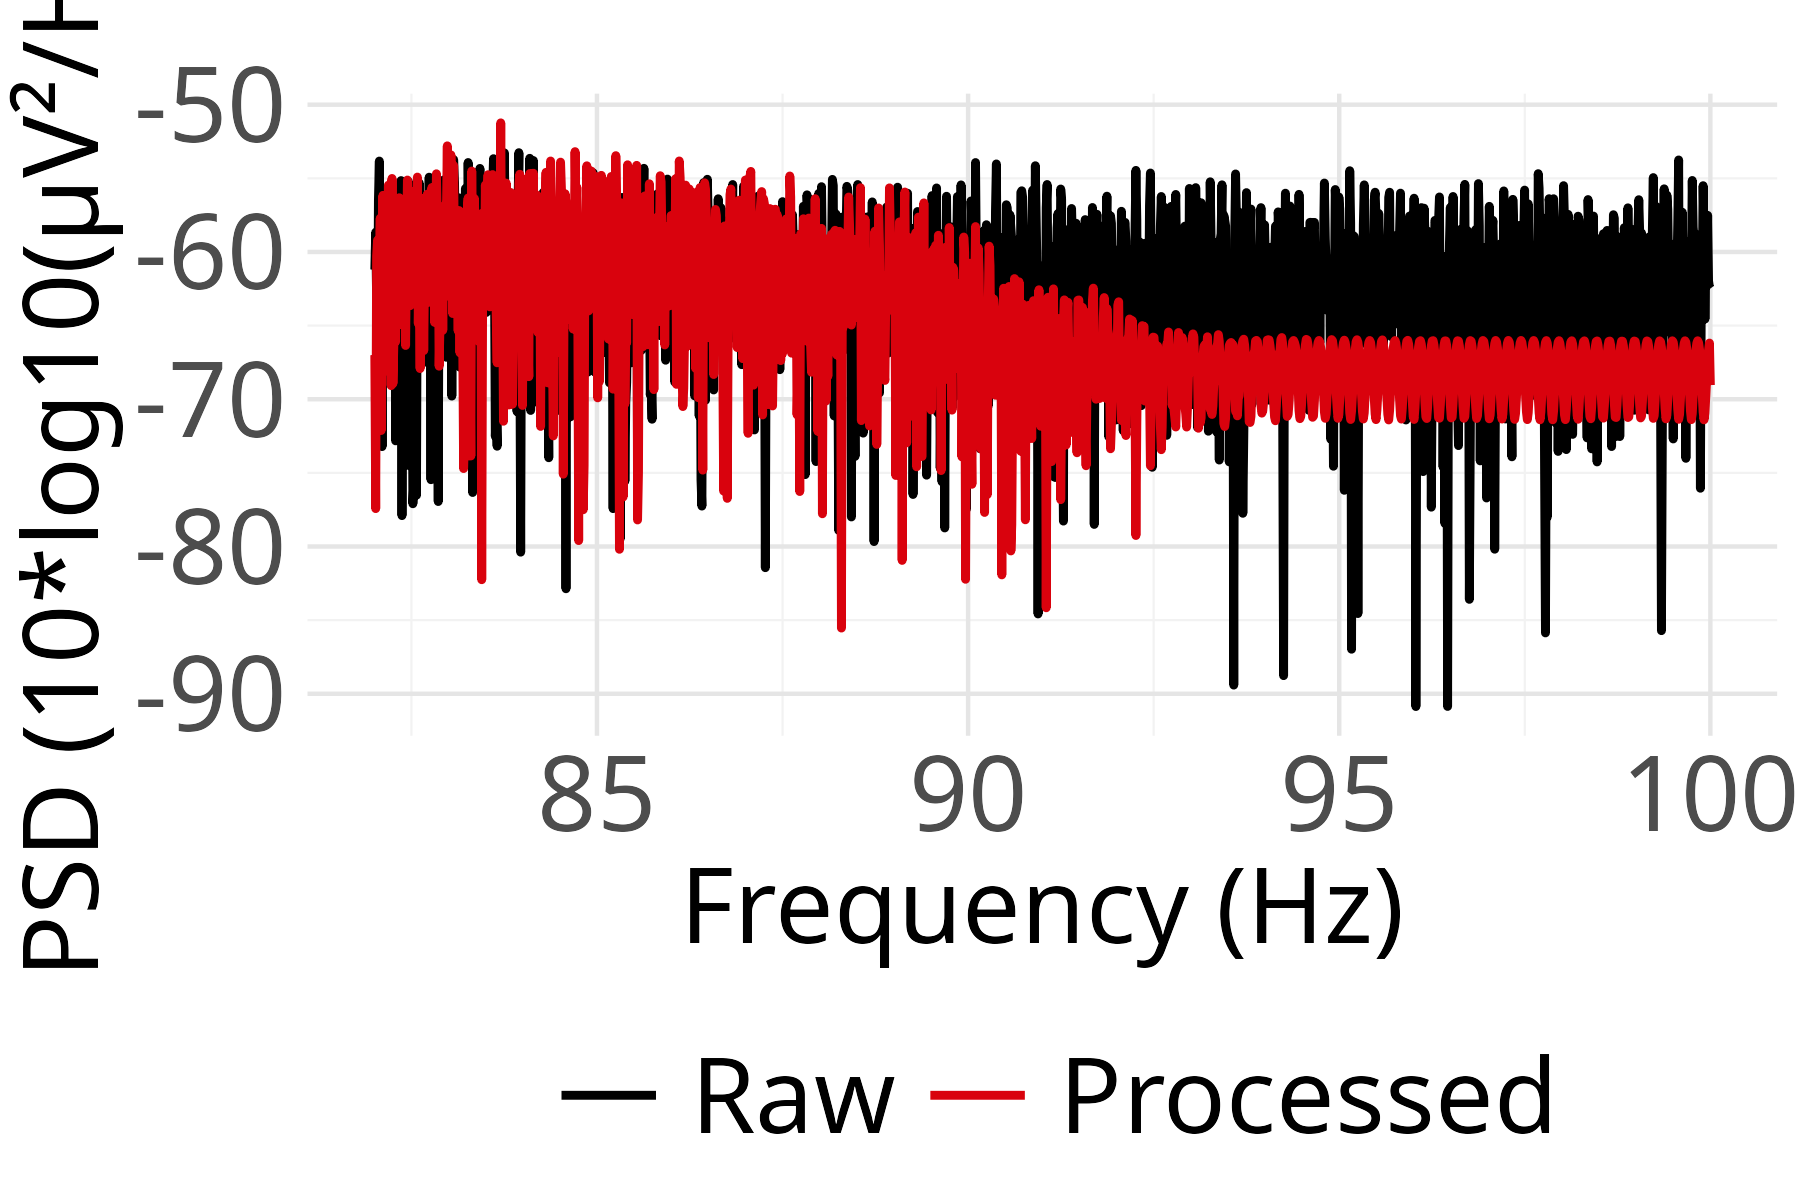 PSD (10*log10(µV²/H
-50
-60
-70
-80
-90
85 90 95 100
Frequency (Hz)
Raw Processed